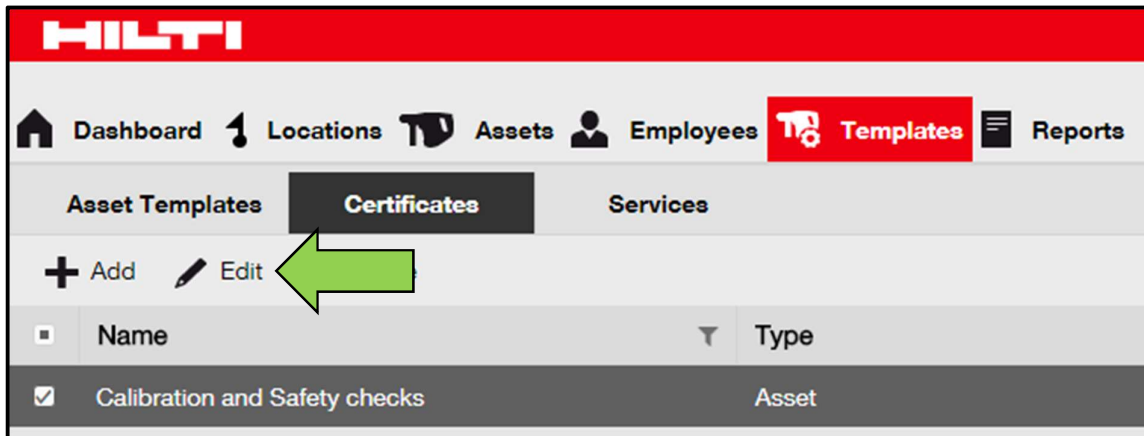 HILTI
Dashboard Locations Assets Employees Templates Reports
Asset Templates Certificates Services
Add Edit
Name Type
Calibration and Safety checks Asset